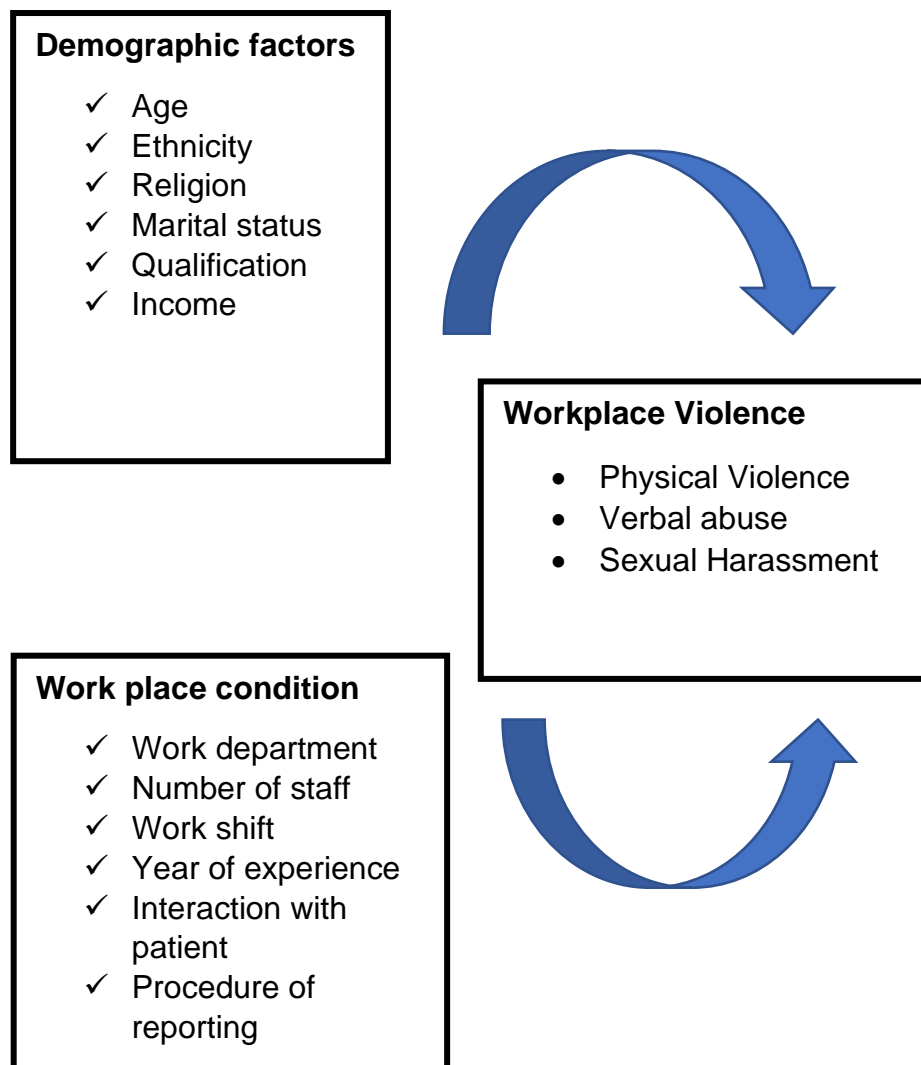 Demographic factors
✓ Age
✓ Ethnicity
✓ Religion
✓ Marital status
✓ Qualification
✓ Income
Workplace Violence
• Physical Violence
• Verbal abuse
• Sexual Harassment
Work place condition
✓ Work department
✓ Number of staff
✓ Work shift
✓ Year of experience
✓ Interaction with
patient
✓ Procedure of
reporting